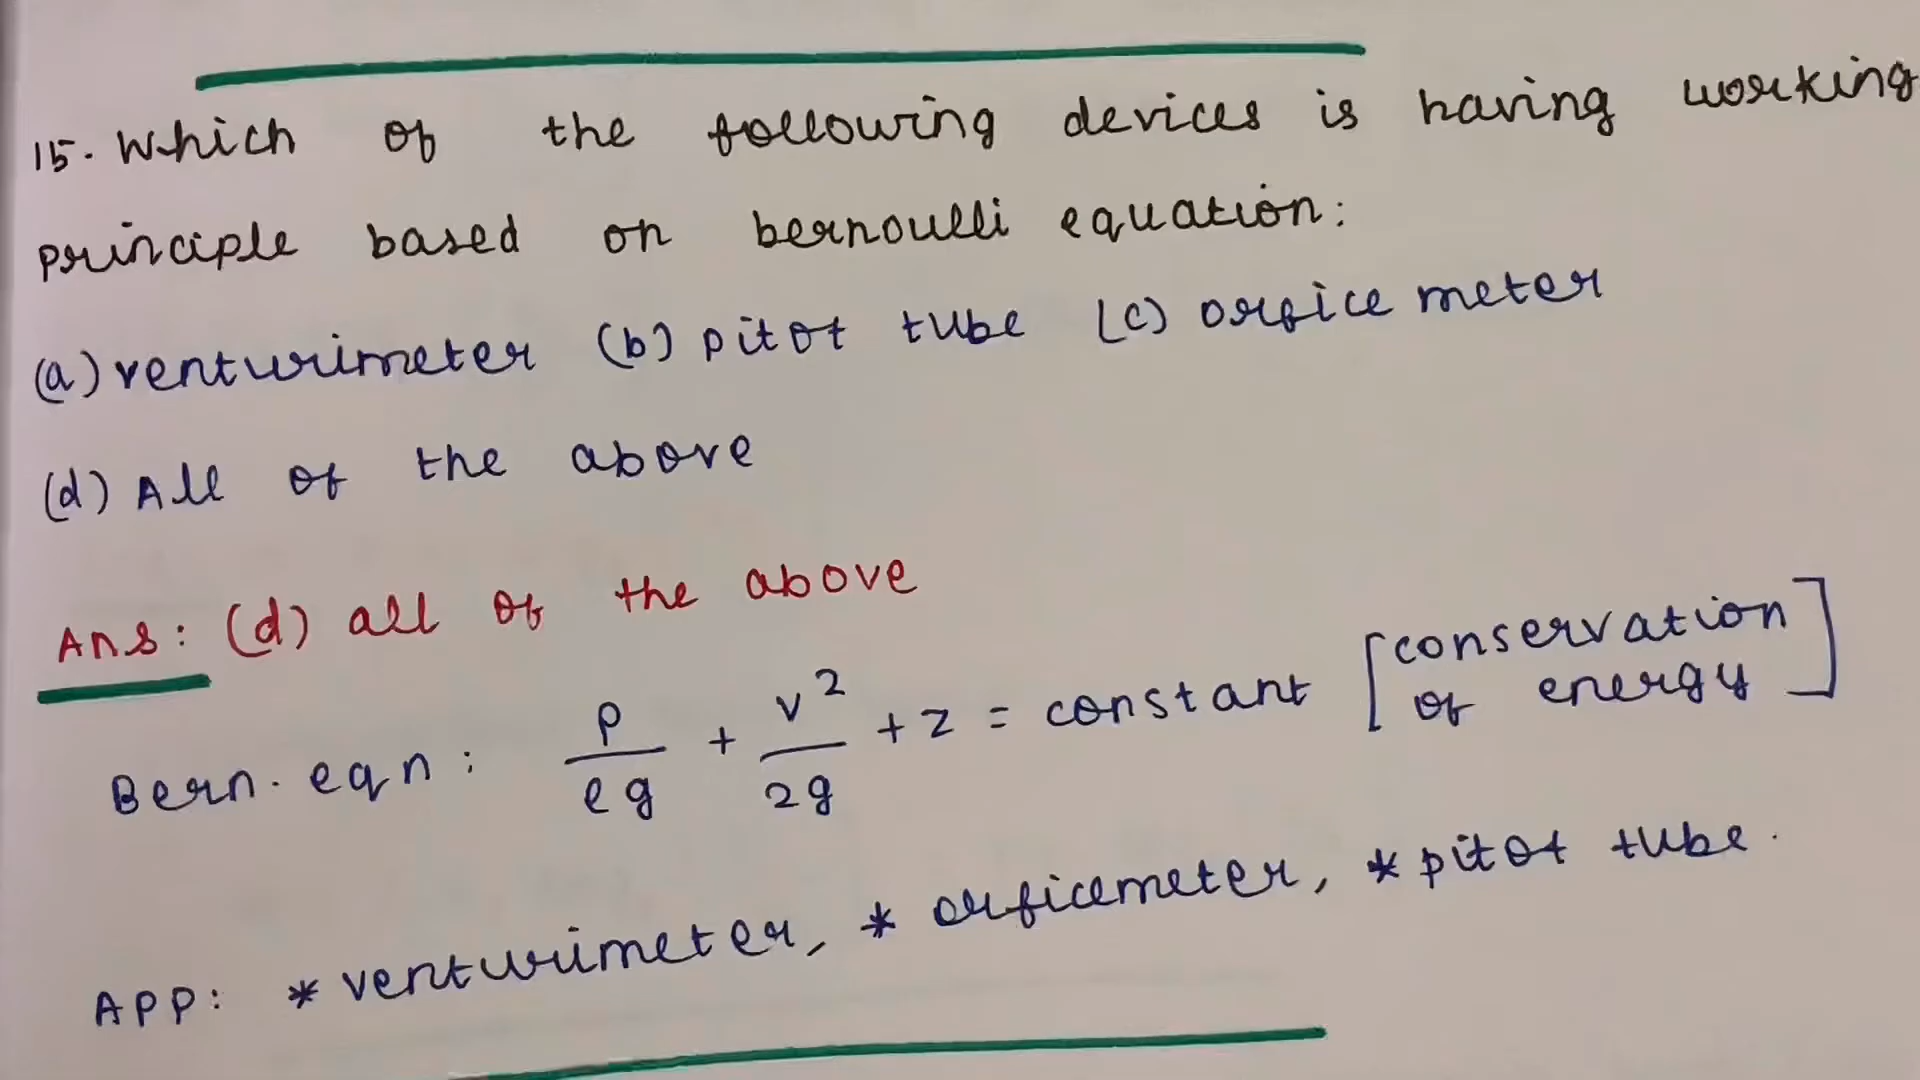 15. Which of the following devices is having working
principle based on bernoulli equation:
(a) venturimeter (b) pitot tube (c) orfice meter
(d) All of the above
Ans: (d) all of the above
Bern. eqn: P/ρg + v²/2g + z = constant [conservation of energy]
APP: * venturimeter, * orficemeter, * pitot tube.